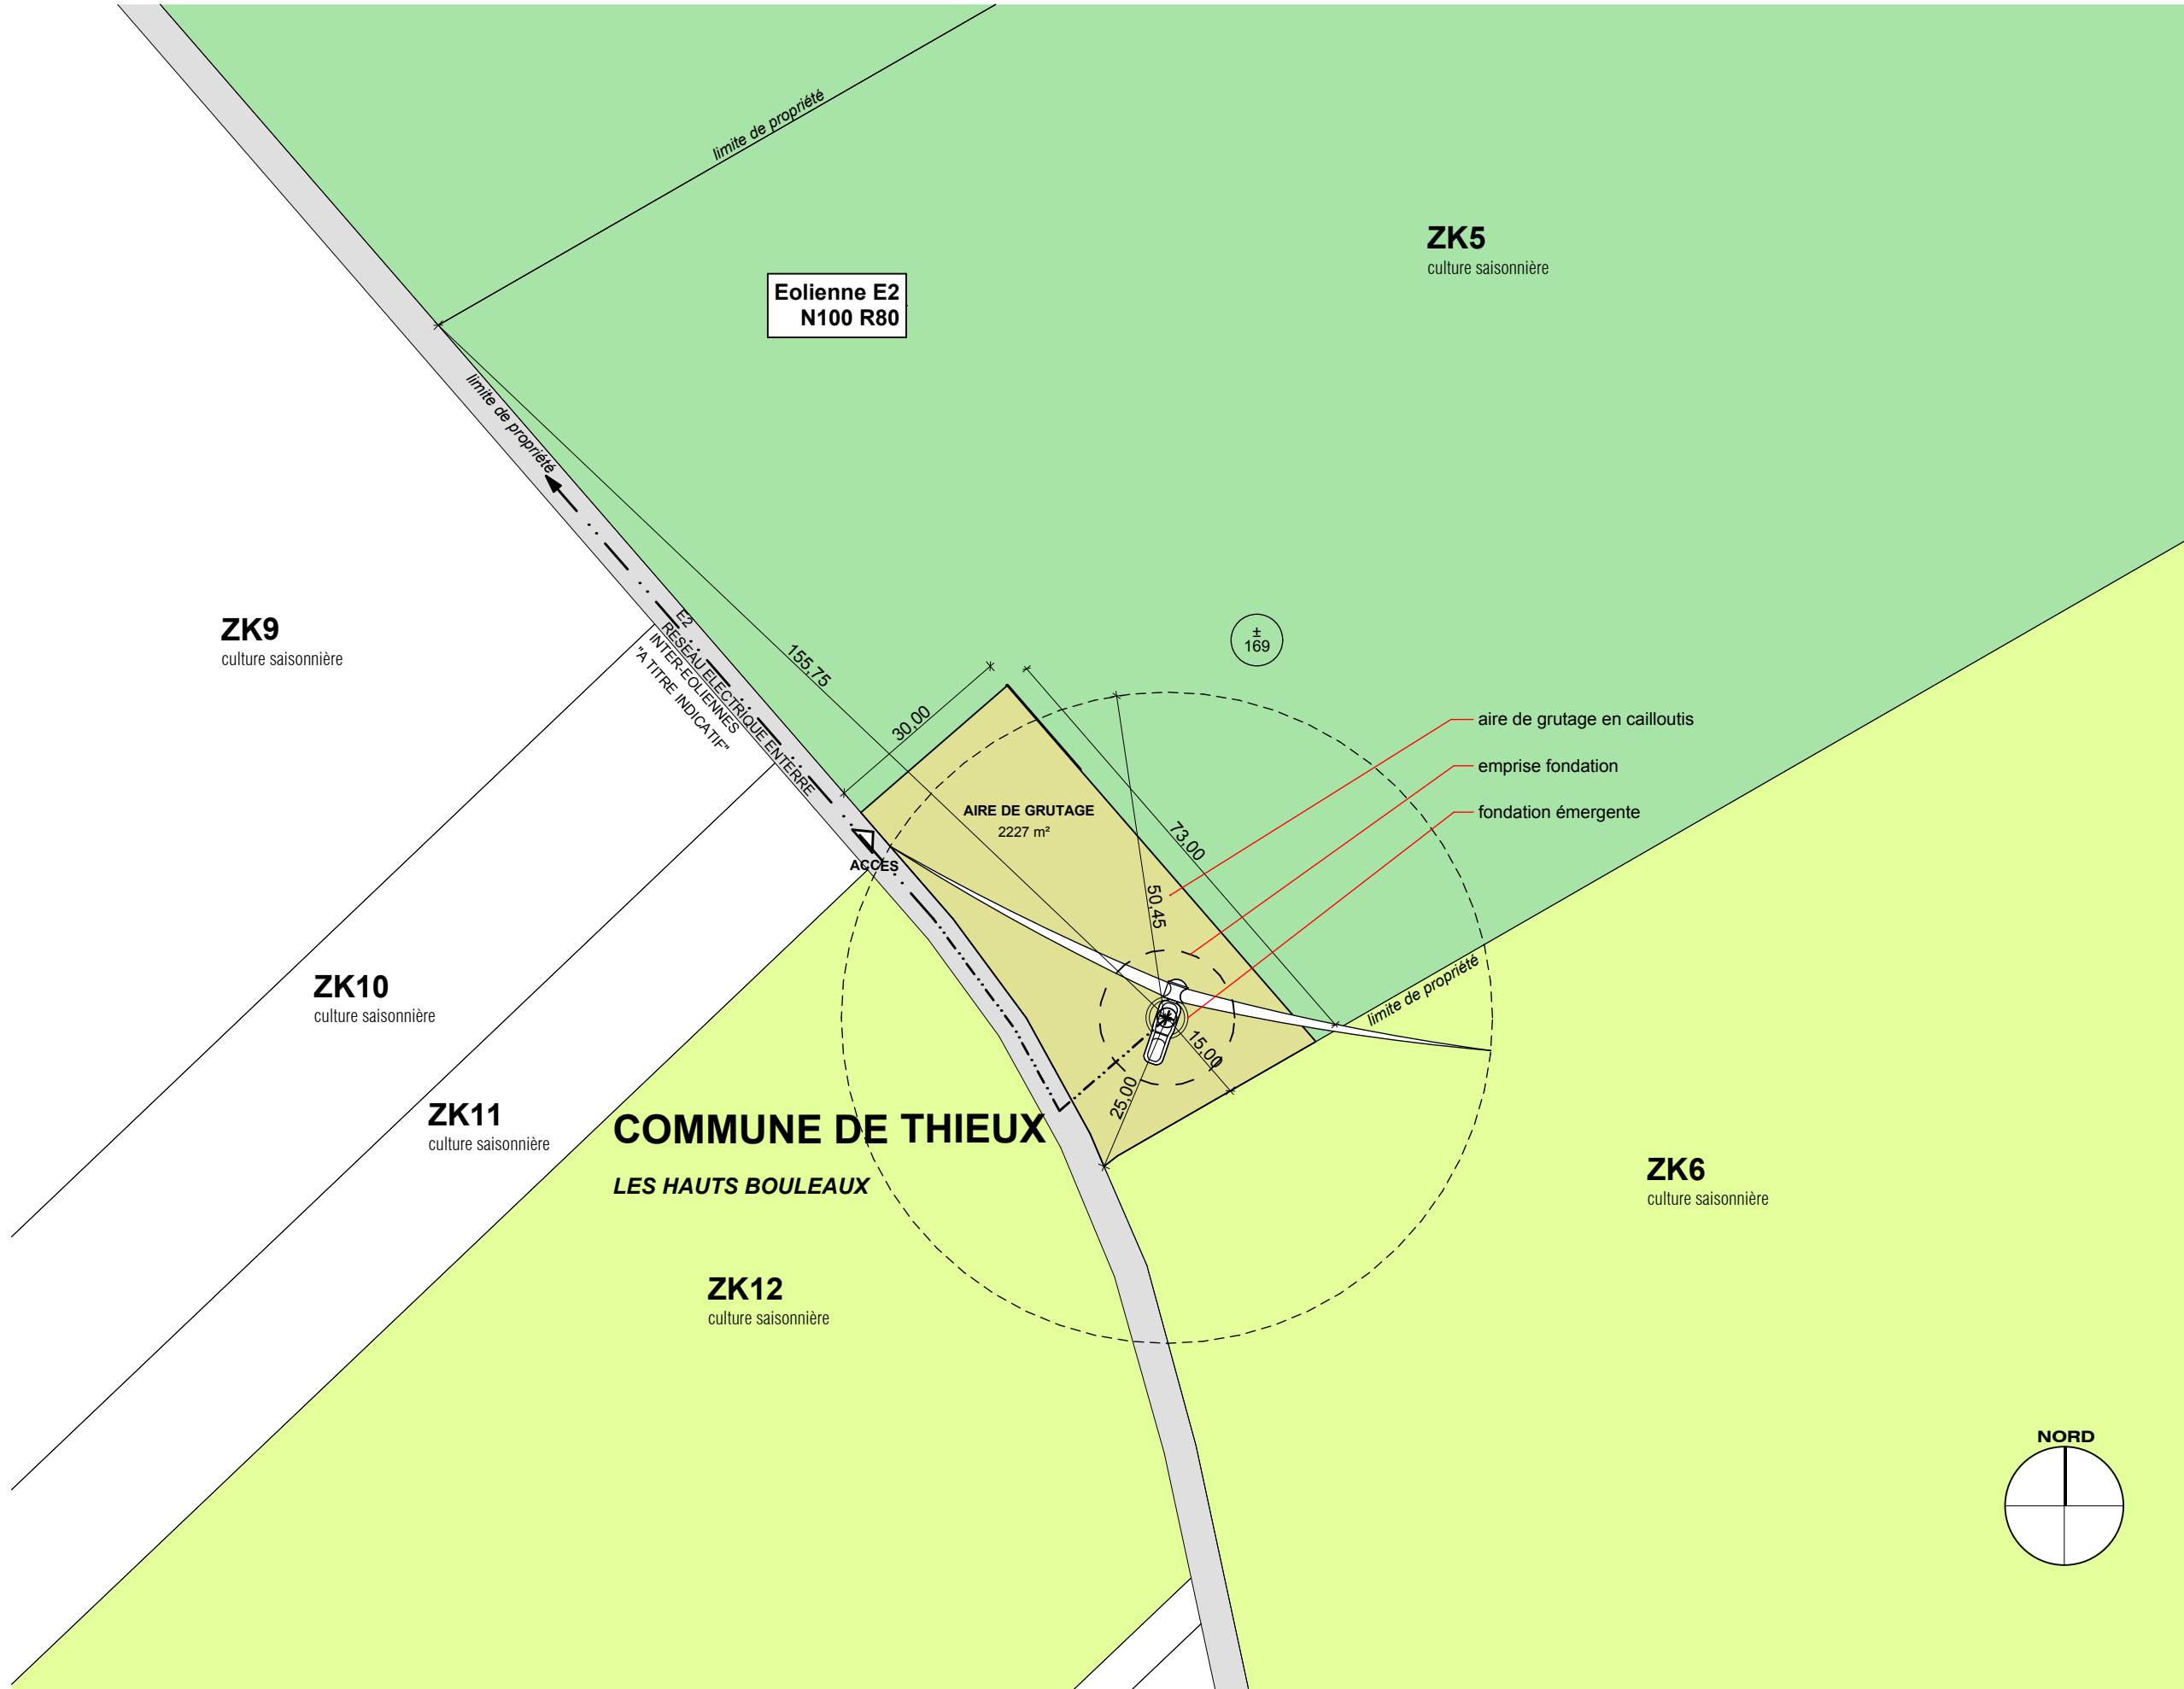 limite de propriété
ZK5
culture saisonnière
Eolienne E2
N100 R80
limite de propriété
ZK9
culture saisonnière
E2
RESEAU ELECTRIQUE ENTERRE
INTER-EOLIENNES
"A TITRE INDICATIF"
155,75
±
169
30,00
aire de grutage en cailloutis
emprise fondation
fondation émergente
AIRE DE GRUTAGE
2227 m²
73,00
ACCES
50,45
limite de propriété
ZK10
culture saisonnière
15,00
25,00
ZK11
culture saisonnière
COMMUNE DE THIEUX
LES HAUTS BOULEAUX
ZK6
culture saisonnière
ZK12
culture saisonnière
NORD